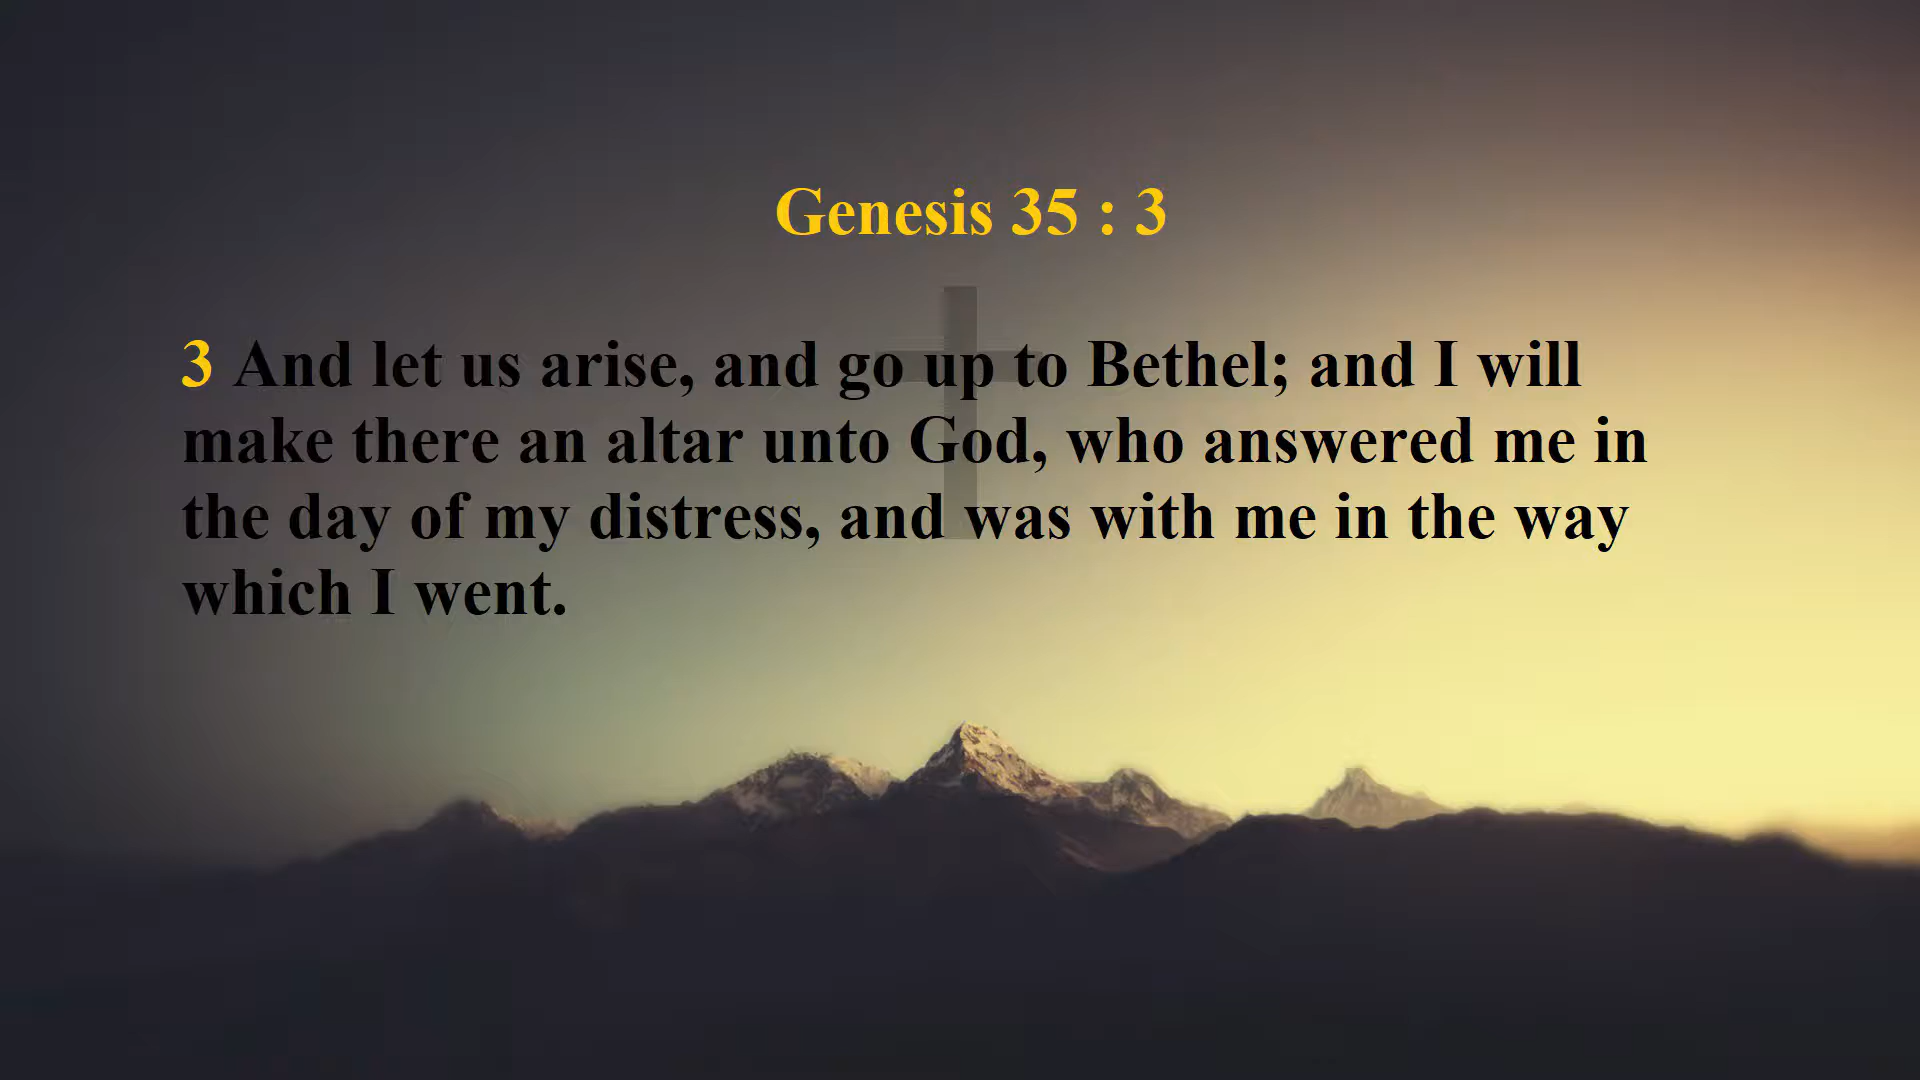 Genesis 35 : 3
3 And let us arise, and go up to Bethel; and I will
make there an altar unto God, who answered me in
the day of my distress, and was with me in the way
which I went.